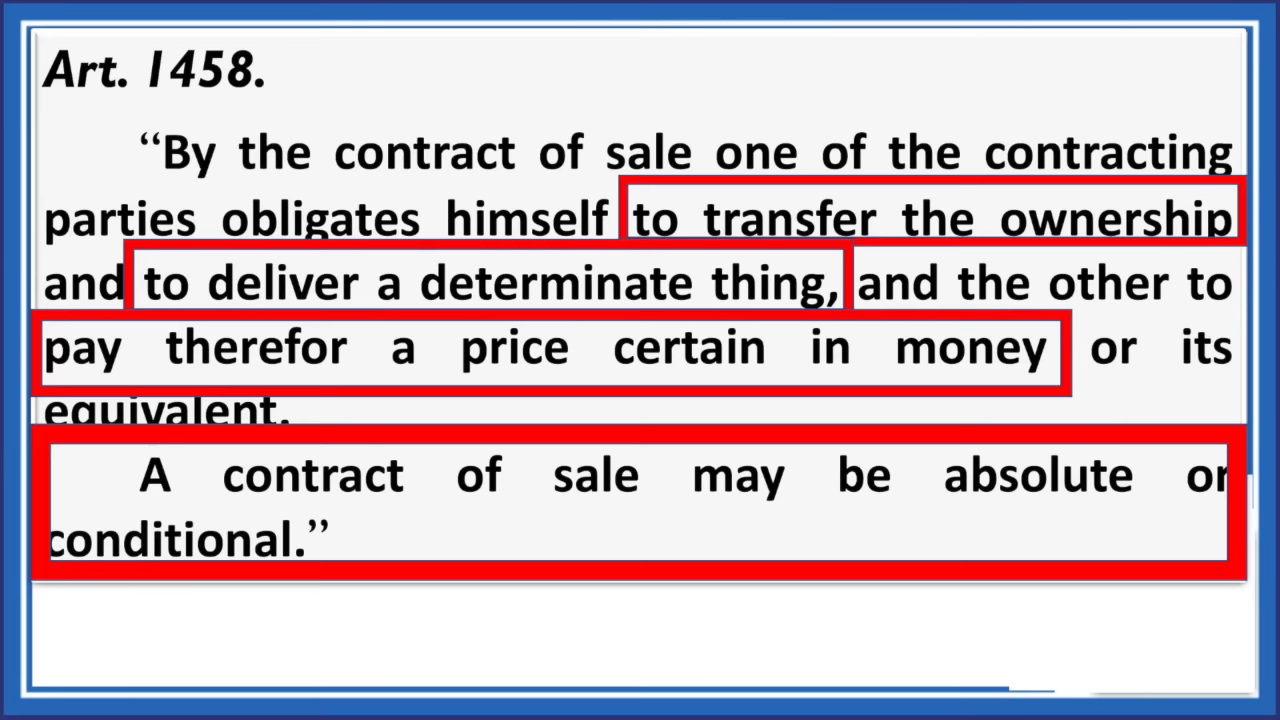 Art. 1458.
“By the contract of sale one of the contracting
parties obligates himself to transfer the ownership
and to deliver a determinate thing, and the other to
pay therefor a price certain in money or its
equivalent.
A contract of sale may be absolute or
conditional.”